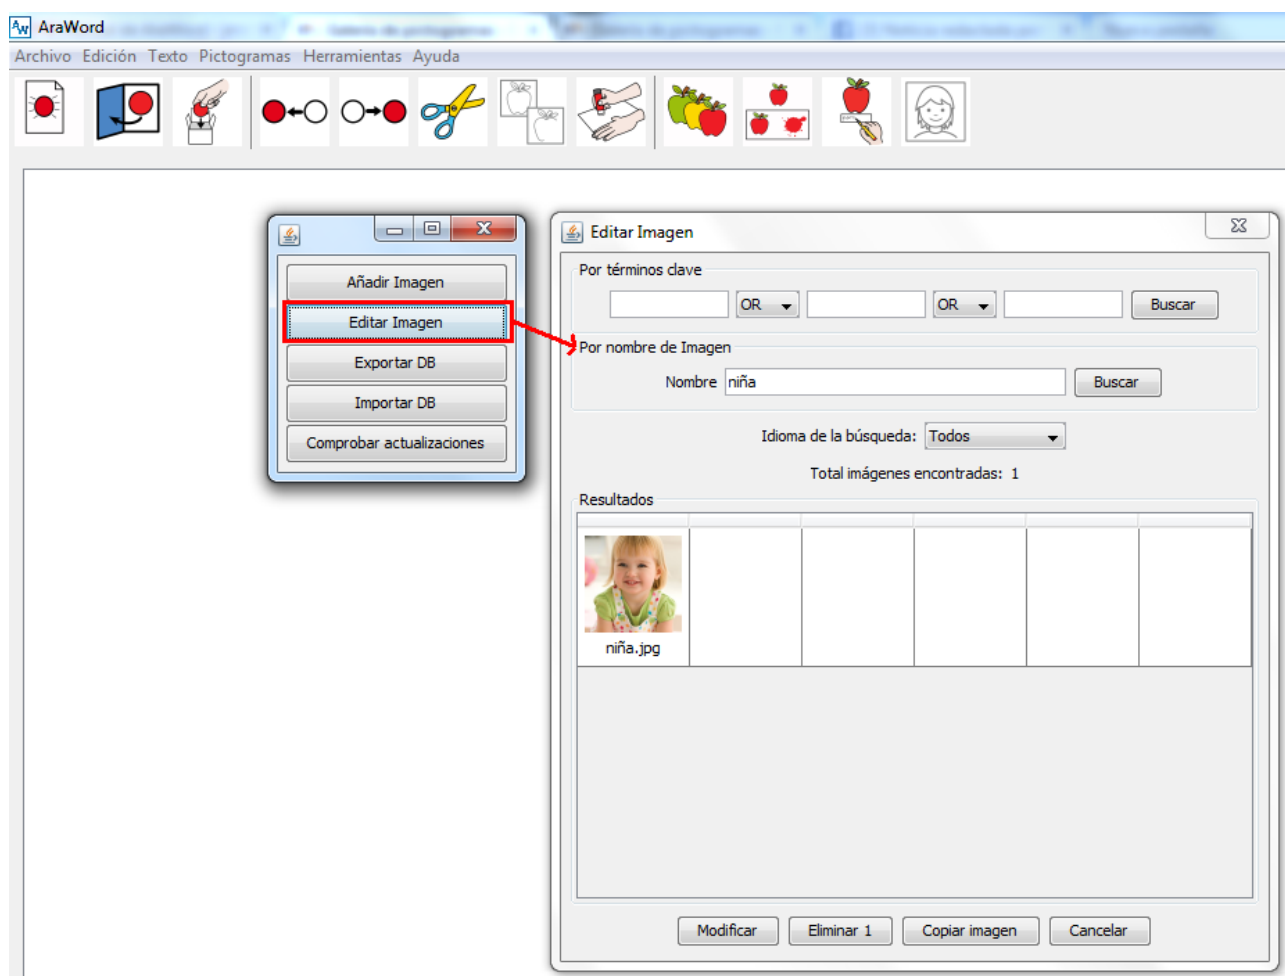 AraWord
Archivo Edición Texto Pictogramas Herramientas Ayuda
Añadir Imagen
Editar Imagen
Exportar DB
Importar DB
Comprobar actualizaciones
Editar Imagen
Por términos clave
OR OR Buscar
Por nombre de Imagen
Nombre niña Buscar
Idioma de la búsqueda: Todos
Total imágenes encontradas: 1
Resultados
niña.jpg
Modificar Eliminar 1 Copiar imagen Cancelar